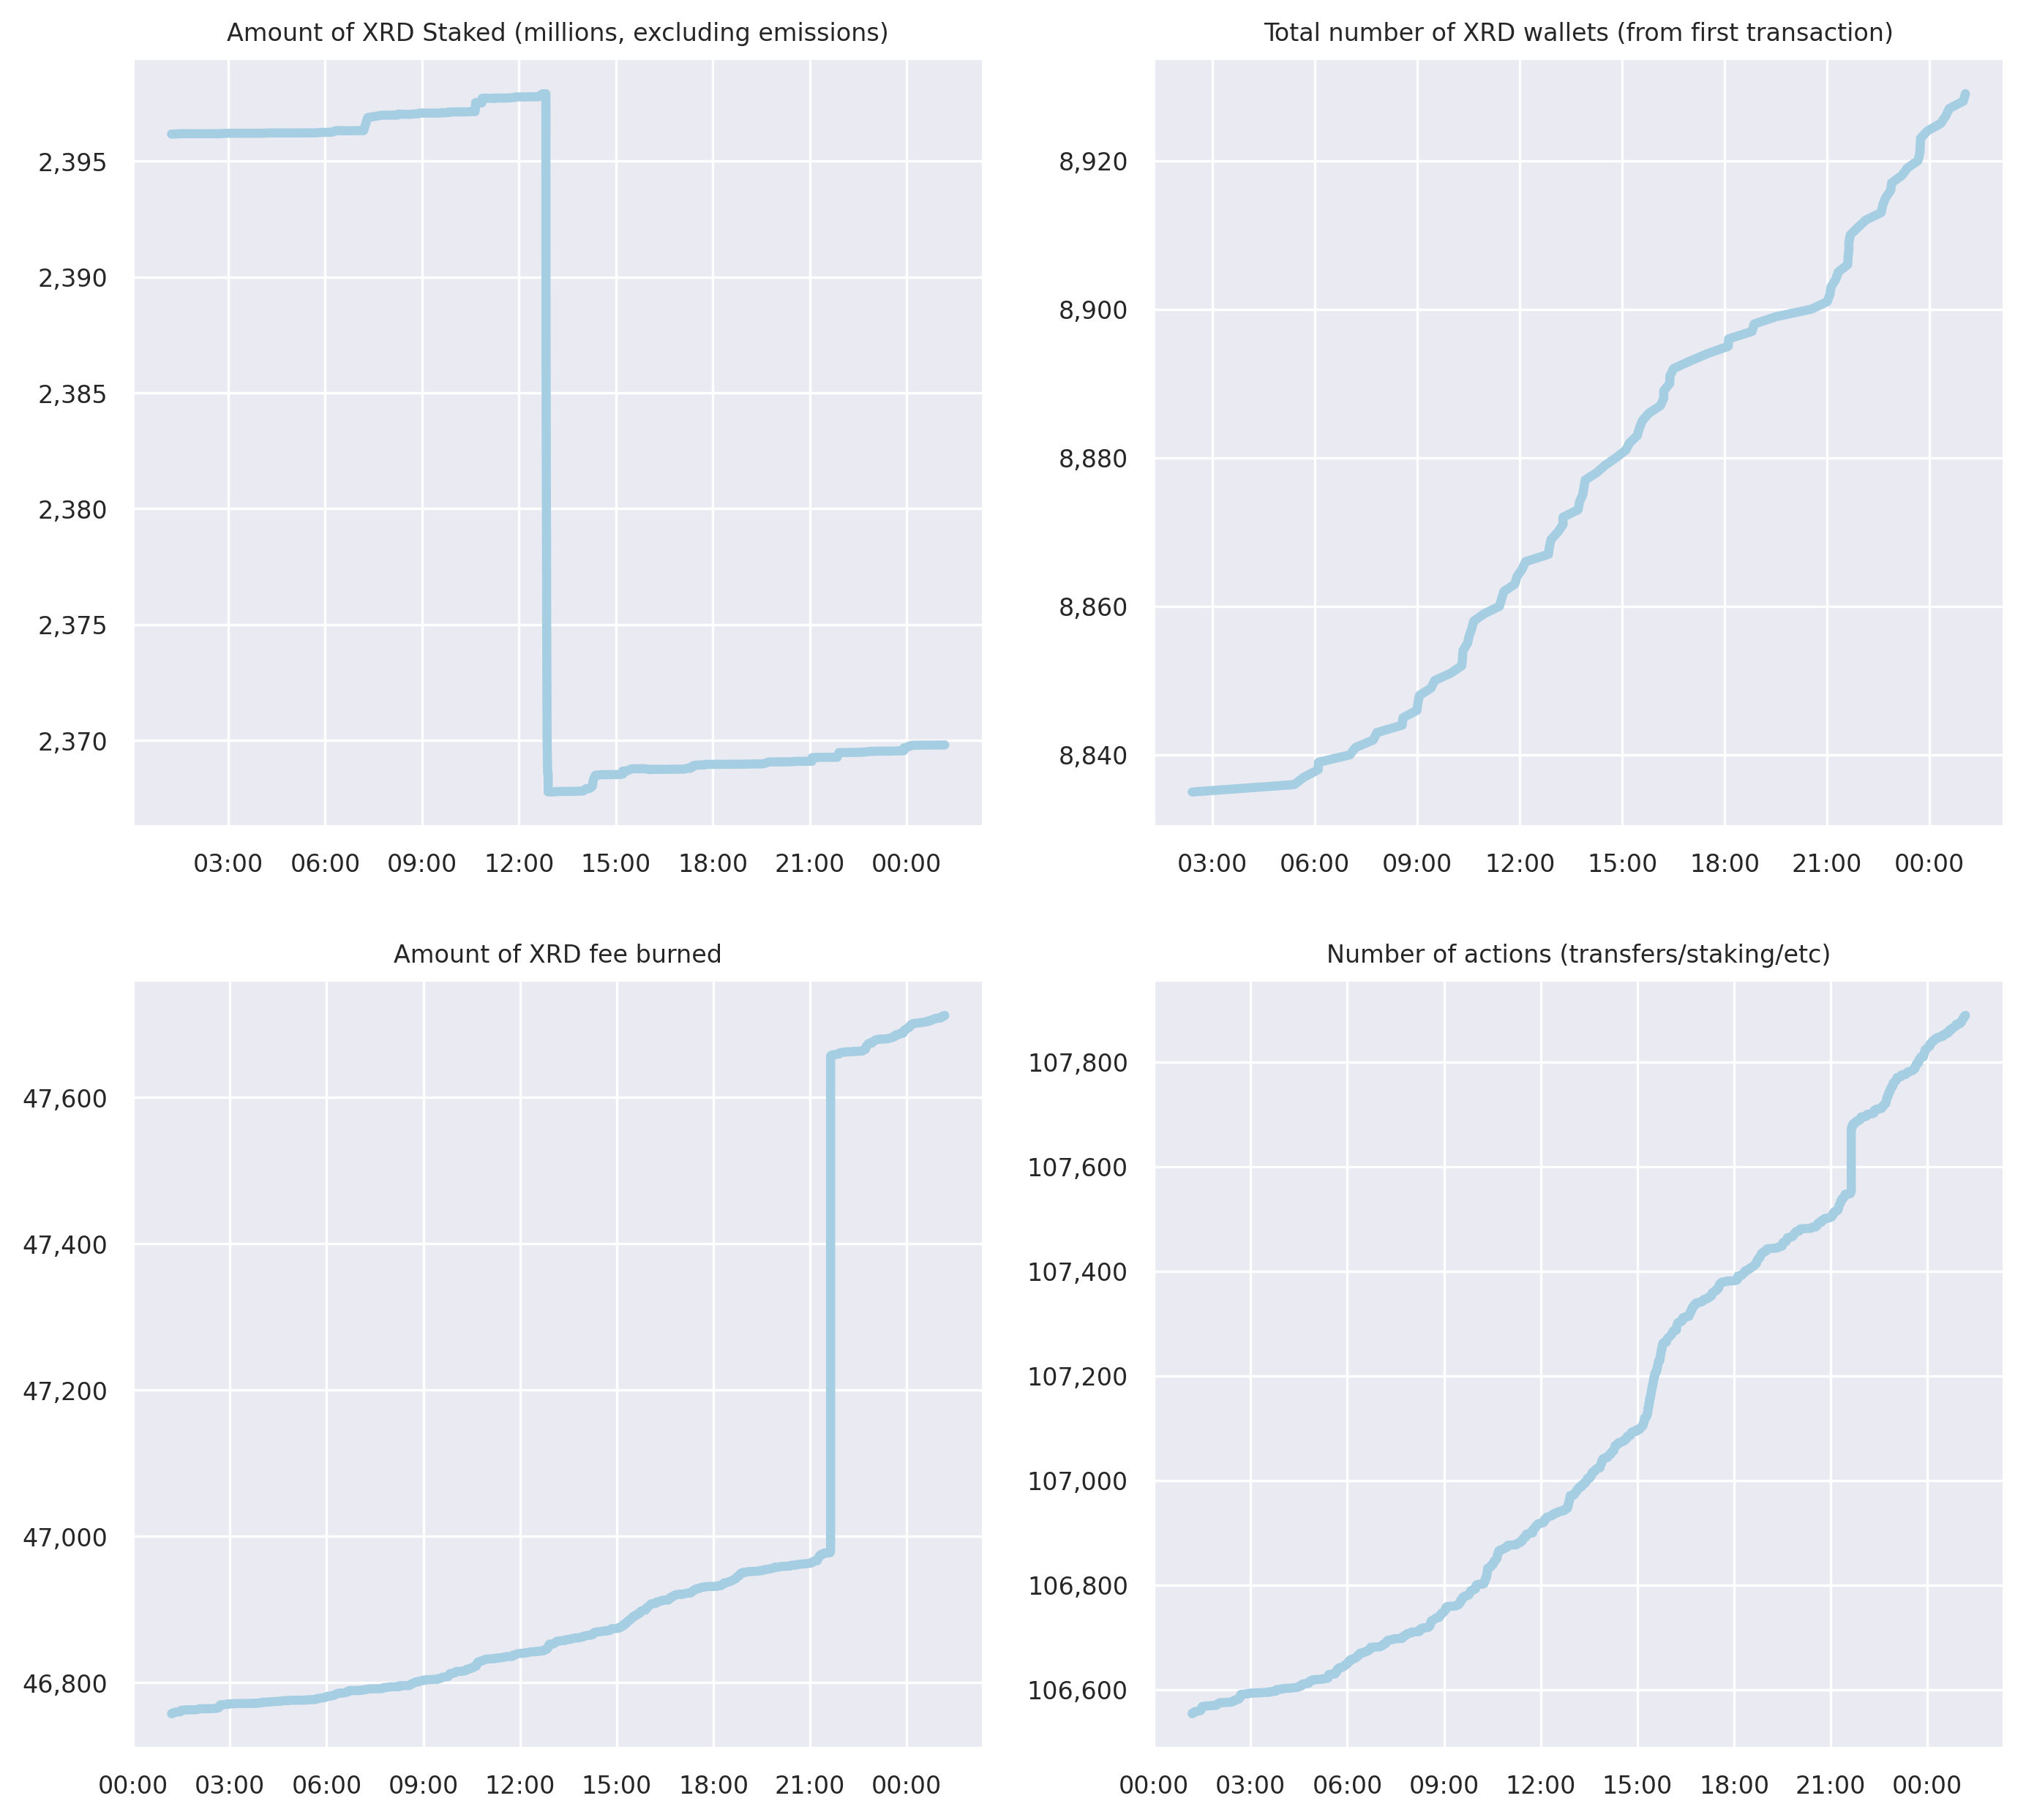 Amount of XRD Staked (millions, excluding emissions)
2,395
2,390
2,385
2,380
2,375
2,370
03:00 06:00 09:00 12:00 15:00 18:00 21:00 00:00
Total number of XRD wallets (from first transaction)
8,920
8,900
8,880
8,860
8,840
03:00 06:00 09:00 12:00 15:00 18:00 21:00 00:00
Amount of XRD fee burned
47,600
47,400
47,200
47,000
46,800
00:00 03:00 06:00 09:00 12:00 15:00 18:00 21:00 00:00
Number of actions (transfers/staking/etc)
107,800
107,600
107,400
107,200
107,000
106,800
106,600
00:00 03:00 06:00 09:00 12:00 15:00 18:00 21:00 00:00